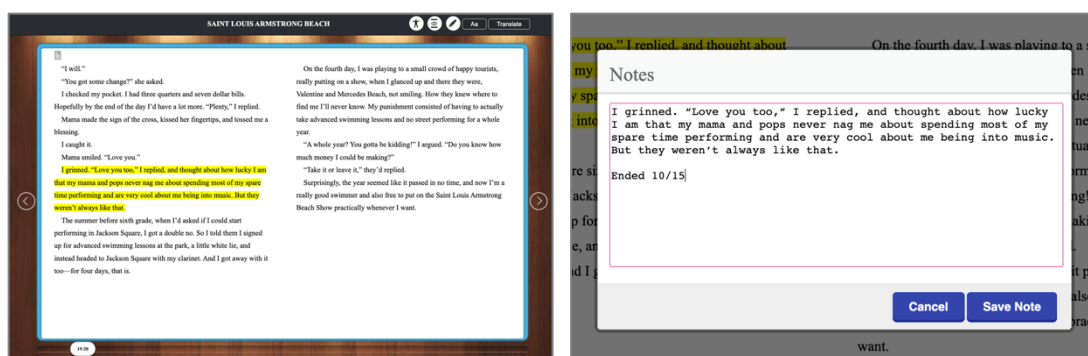 SAINT LOUIS ARMSTRONG BEACH
Aa
Translate
“I will.”
“You got some change?” she asked.
I checked my pocket. I had three quarters and seven dollar bills.
Hopefully by the end of the day I’d have a lot more. “Plenty,” I replied.
Mama made the sign of the cross, kissed her fingertips, and tossed me a
blessing.
I caught it.
Mama smiled. “Love you.”
I grinned. “Love you too,” I replied, and thought about how lucky I am
that my mama and pops never nag me about spending most of my spare
time performing and are very cool about me being into music. But they
weren’t always like that.
The summer before sixth grade, when I’d asked if I could start
performing in Jackson Square, I got a double no. So I told them I signed
up for advanced swimming lessons at the park, a little white lie, and
instead headed to Jackson Square with my clarinet. And I got away with it
too—for four days, that is.
On the fourth day, I was playing to a small crowd of happy tourists,
really putting on a show, when I glanced up and there they were,
Valentine and Mercedes Beach, not smiling. How they knew where to
find me I’ll never know. My punishment consisted of having to actually
take advanced swimming lessons and no street performing for a whole
year.
“A whole year? You gotta be kidding!” I argued. “Do you know how
much money I could be making?”
“Take it or leave it,” they’d replied.
Surprisingly, the year seemed like it passed in no time, and now I’m a
really good swimmer and also free to put on the Saint Louis Armstrong
Beach Show practically whenever I want.
19-20
you too,” I replied, and thought about
On the fourth day, I was playing to a
my
Notes
I grinned. “Love you too,” I replied, and thought about how lucky
I am that my mama and pops never nag me about spending most of my
spare time performing and are very cool about me being into music.
But they weren’t always like that.
Ended 10/15
Cancel
Save Note
want.